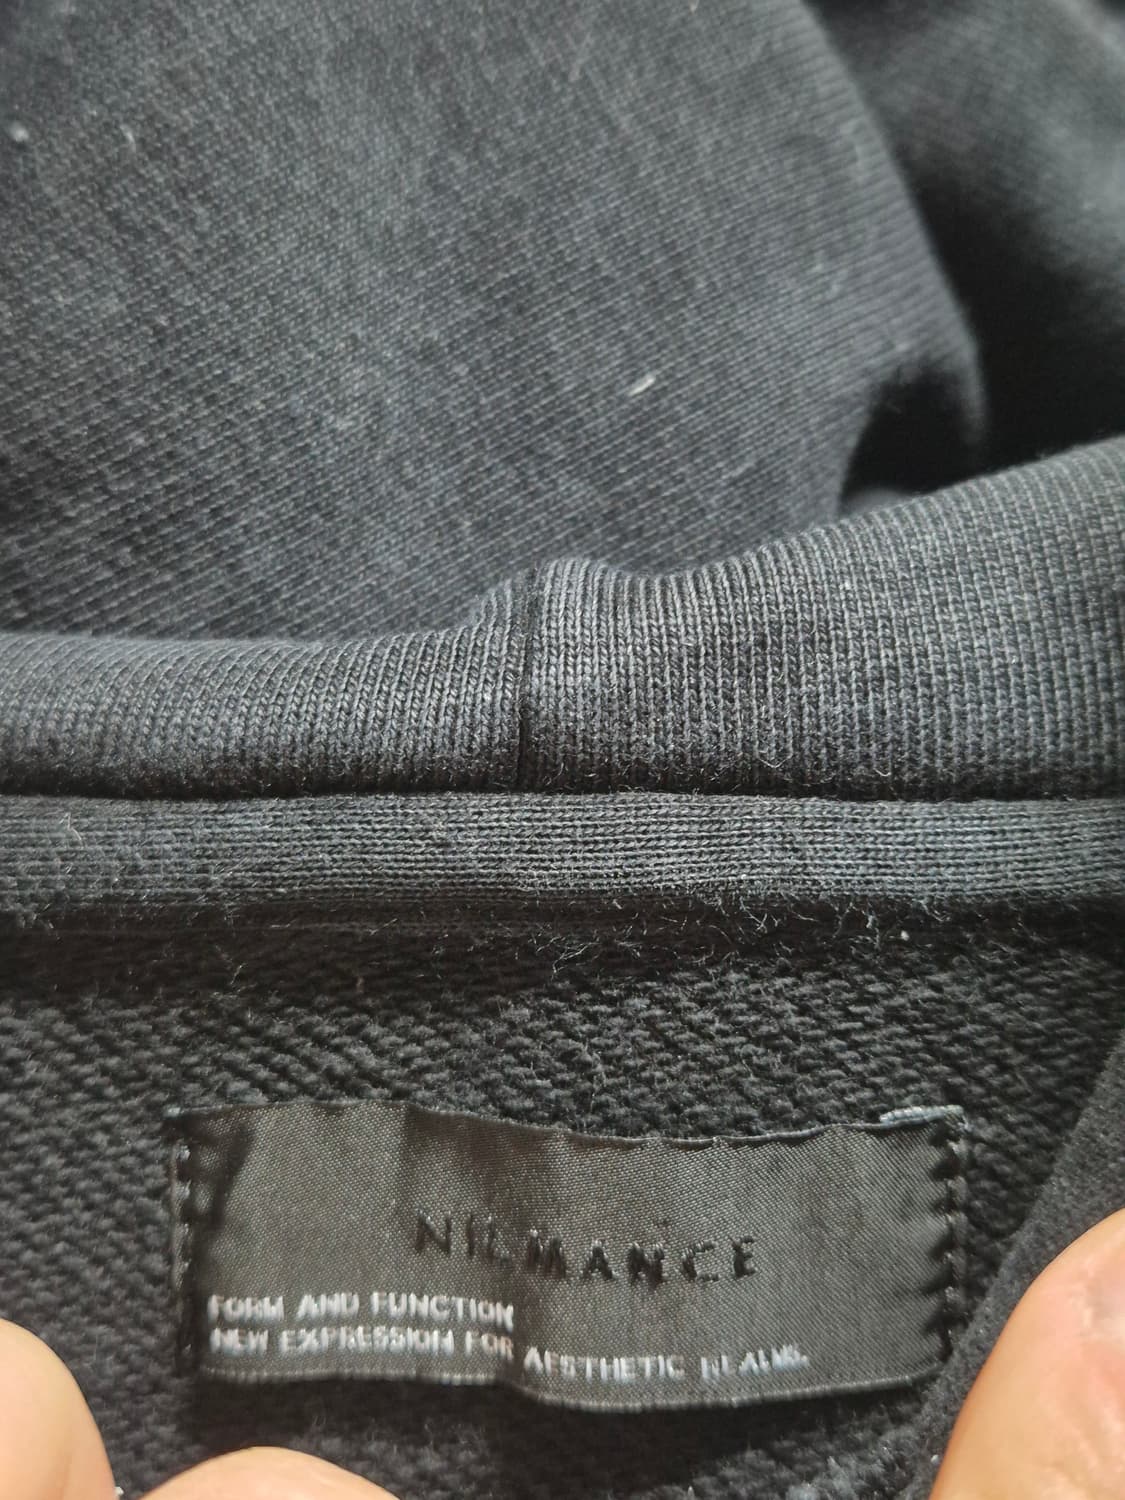 NILMANCE
FORM AND FUNCTION
NEW EXPRESSION FOR AESTHETIC